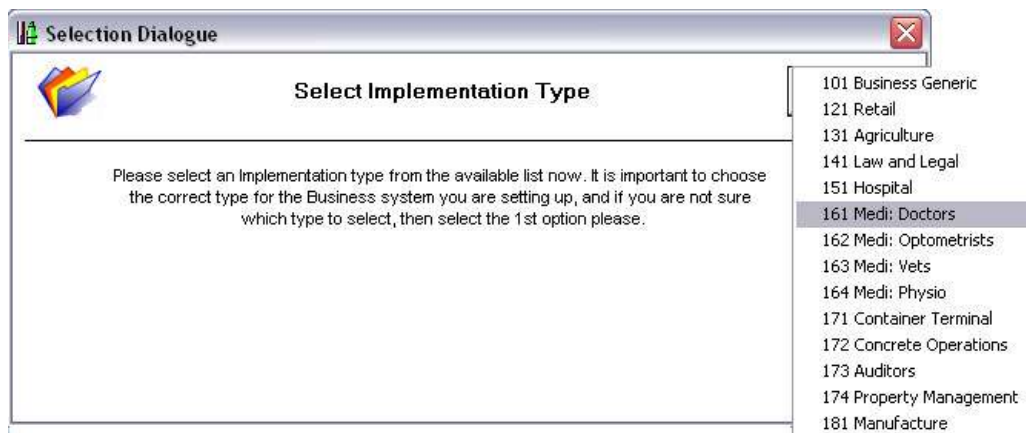 Selection Dialogue
Select Implementation Type
Please select an Implementation type from the available list now. It is important to choose
the correct type for the Business system you are setting up, and if you are not sure
which type to select, then select the 1st option please.
101 Business Generic
121 Retail
131 Agriculture
141 Law and Legal
151 Hospital
161 Medi: Doctors
162 Medi: Optometrists
163 Medi: Vets
164 Medi: Physio
171 Container Terminal
172 Concrete Operations
173 Auditors
174 Property Management
181 Manufacture